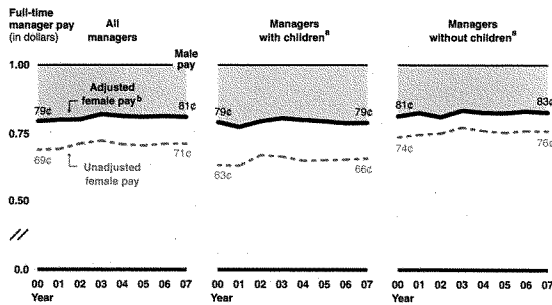 Full-time
manager pay
(in dollars)
All
managers
Managers
with childrenᵃ
Managers
without childrenᵃ
1.00
Male
pay
Adjusted
female payᵇ
79¢
81¢
79¢
79¢
81¢
83¢
0.75
69¢
Unadjusted
female pay
71¢
63¢
66¢
74¢
76¢
0.50
0.0
00 01 02 03 04 05 06 07
Year
00 01 02 03 04 05 06 07
Year
00 01 02 03 04 05 06 07
Year